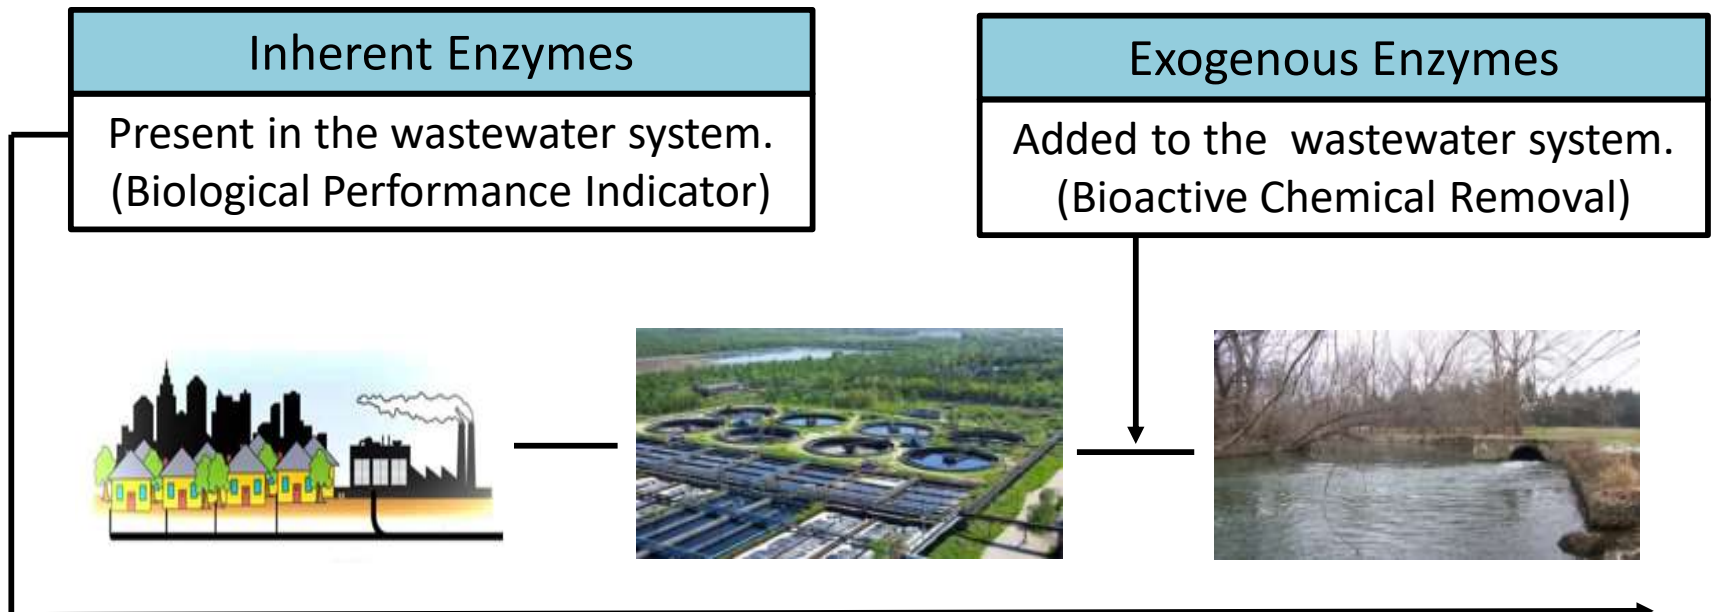 Inherent Enzymes
Present in the wastewater system.
(Biological Performance Indicator)
Exogenous Enzymes
Added to the  wastewater system.
(Bioactive Chemical Removal)